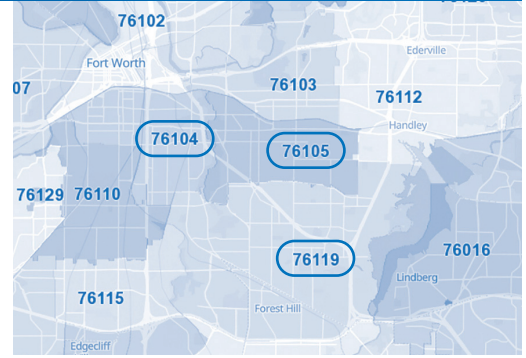 76102
Fort Worth
Ederville
07
76103
76112
Handley
76104
76105
76129
76110
76119
76016
Lindberg
76115
Forest Hill
Edgecliff